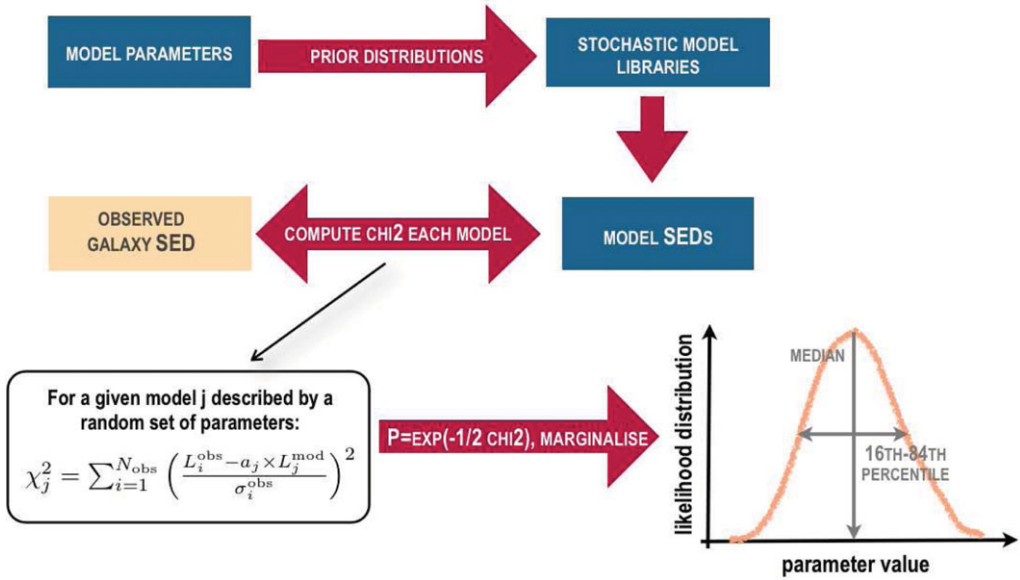 MODEL PARAMETERS
PRIOR DISTRIBUTIONS
STOCHASTIC MODEL
LIBRARIES
OBSERVED
GALAXY SED
COMPUTE CHI2 EACH MODEL
MODEL SEDS
For a given model j described by a
random set of parameters:
χ_j^2 = ∑_{i=1}^{N_obs} ( (L_i^obs − a_j × L_j^mod) / σ_i^obs )^2
P=EXP(-1/2 CHI2), MARGINALISE
likelihood distribution
MEDIAN
16TH-84TH
PERCENTILE
parameter value